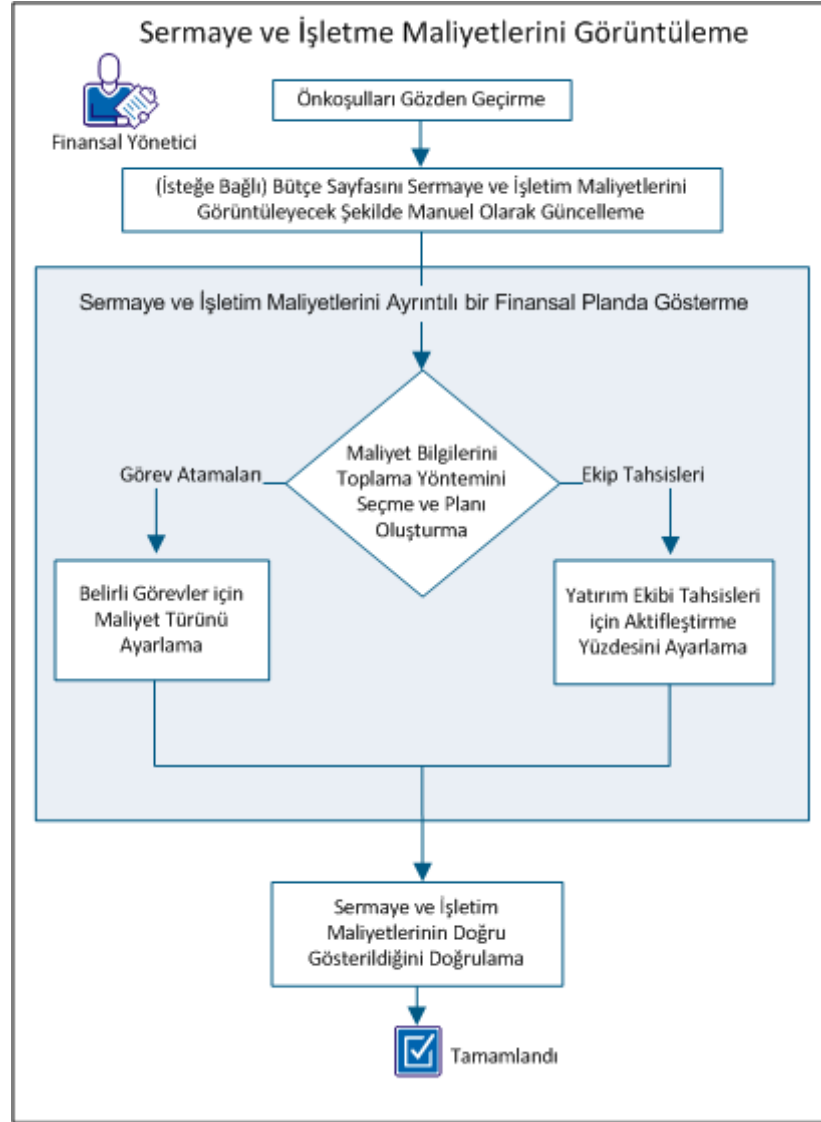 Sermaye ve İşletme Maliyetlerini Görüntüleme
Finansal Yönetici
Önkoşulları Gözden Geçirme
(İsteğe Bağlı) Bütçe Sayfasını Sermaye ve İşletim Maliyetlerini
Görüntüleyecek Şekilde Manuel Olarak Güncelleme
Sermaye ve İşletim Maliyetlerini Ayrıntılı bir Finansal Planda Gösterme
Maliyet Bilgilerini
Toplama Yöntemini
Seçme ve Planı
Oluşturma
Görev Atamaları
Ekip Tahsisleri
Belirli Görevler için
Maliyet Türünü
Ayarlama
Yatırım Ekibi Tahsisleri
için Aktifleştirme
Yüzdesini Ayarlama
Sermaye ve İşletim
Maliyetlerinin Doğru
Gösterildiğini Doğrulama
Tamamlandı